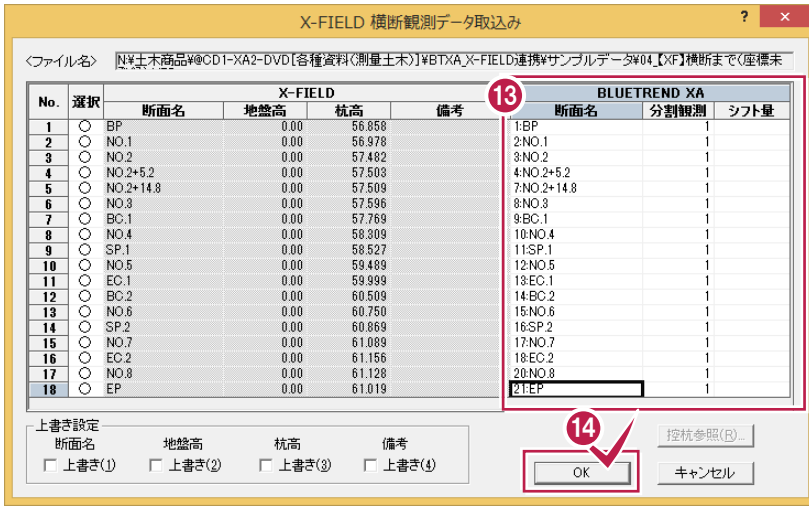 X-FIELD 横断観測データ取込み
? ×
〈ファイル名〉 N:¥土木商品¥@CD1-XA2-DVD[各種資料(測量土木)]¥BTXA_X-FIELD連携¥サンプルデータ¥04_【XF】横断まで(座標未
X-FIELD 13 BLUETREND XA
No. 選択 断面名 地盤高 杭高 備考 断面名 分割観測 シフト量
1 ○ BP 0.00 56.858 1:BP 1
2 ○ NO.1 0.00 56.978 2:NO.1 1
3 ○ NO.2 0.00 57.482 3:NO.2 1
4 ○ NO.2+5.2 0.00 57.503 4:NO.2+5.2 1
5 ○ NO.2+14.8 0.00 57.509 7:NO.2+14.8 1
6 ○ NO.3 0.00 57.596 8:NO.3 1
7 ○ BC.1 0.00 57.769 9:BC.1 1
8 ○ NO.4 0.00 58.309 10:NO.4 1
9 ○ SP.1 0.00 58.527 11:SP.1 1
10 ○ NO.5 0.00 59.489 12:NO.5 1
11 ○ EC.1 0.00 59.999 13:EC.1 1
12 ○ BC.2 0.00 60.509 14:BC.2 1
13 ○ NO.6 0.00 60.750 15:NO.6 1
14 ○ SP.2 0.00 60.869 16:SP.2 1
15 ○ NO.7 0.00 61.089 17:NO.7 1
16 ○ EC.2 0.00 61.156 18:EC.2 1
17 ○ NO.8 0.00 61.128 20:NO.8 1
18 ○ EP 0.00 61.019 21:EP 1
上書き設定
断面名 地盤高 杭高 備考
上書き(1) 上書き(2) 上書き(3) 上書き(4)
14
控杭参照(R)...
OK キャンセル